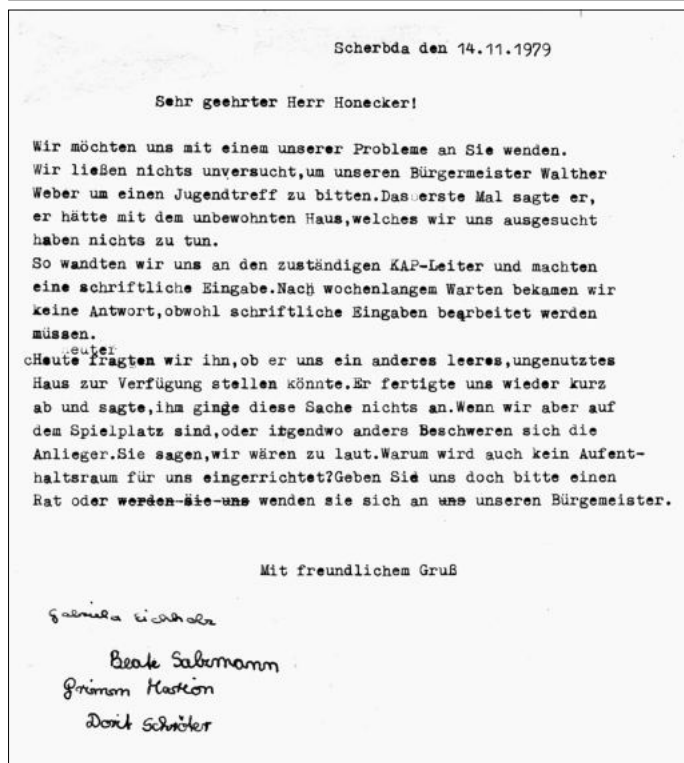 Scherbda den 14.11.1979
Sehr geehrter Herr Honecker!
Wir möchten uns mit einem unserer Probleme an Sie wenden.
Wir ließen nichts unversucht,um unseren Bürgermeister Walther
Weber um einen Jugendtreff zu bitten.Das erste Mal sagte er,
er hätte mit dem unbewohnten Haus,welches wir uns ausgesucht
haben nichts zu tun.
So wandten wir uns an den zuständigen KAP-Leiter und machten
eine schriftliche Eingabe.Nach wochenlangem Warten bekamen wir
keine Antwort,obwohl schriftliche Eingaben bearbeitet werden
müssen.
Heute fragten wir ihn,ob er uns ein anderes leeres,ungenutztes
Haus zur Verfügung stellen könnte.Er fertigte uns wieder kurz
ab und sagte,ihm ginge diese Sache nichts an.Wenn wir aber auf
dem Spielplatz sind,oder irgendwo anders Beschweren sich die
Anlieger.Sie sagen,wir wären zu laut.Warum wird auch kein Aufent-
haltsraum für uns eingerrichtet?Geben Sie uns doch bitte einen
Rat oder werden sie uns wenden sie sich an uns unseren Bürgemeister.
Mit freundlichem Gruß
Gabriela Eichholz
Beate Salzmann
Grimm Marion
Dorit Schröter